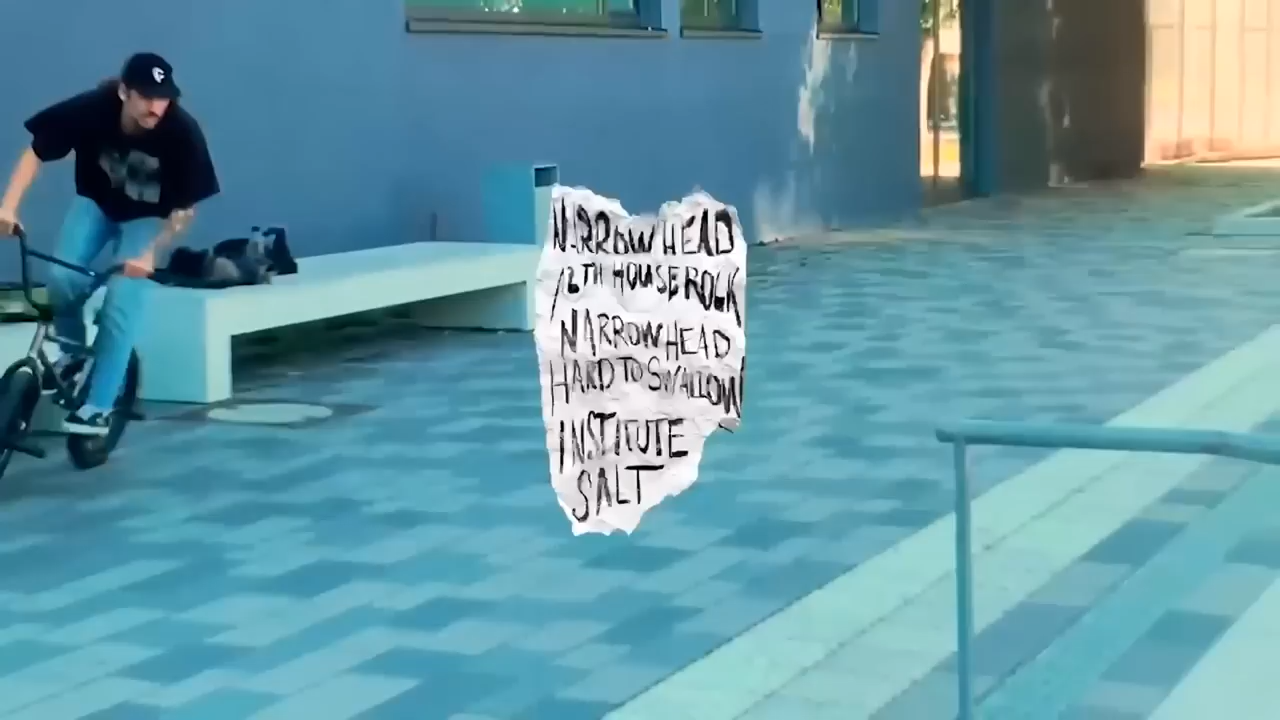 NARROW HEAD
12TH HOUSE ROCK
NARROW HEAD
HARD TO SWALLOW
INSTITUTE
SALT